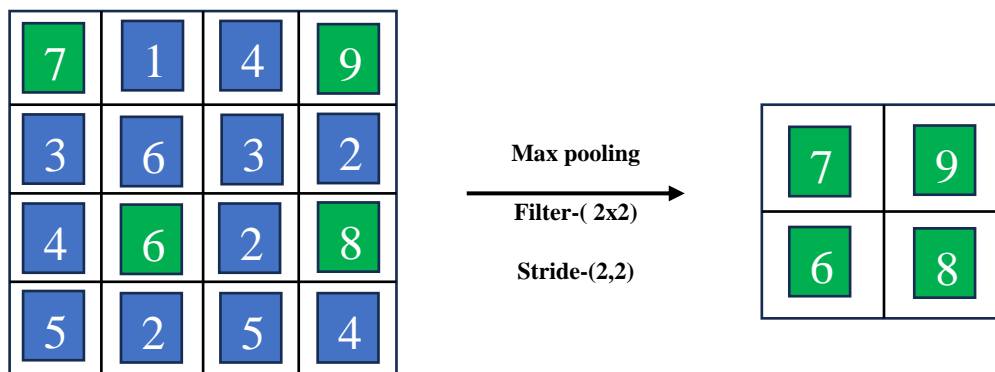 7 1 4 9
3 6 3 2
4 6 2 8
5 2 5 4
Max pooling
Filter-( 2x2)
Stride-(2,2)
7 9
6 8